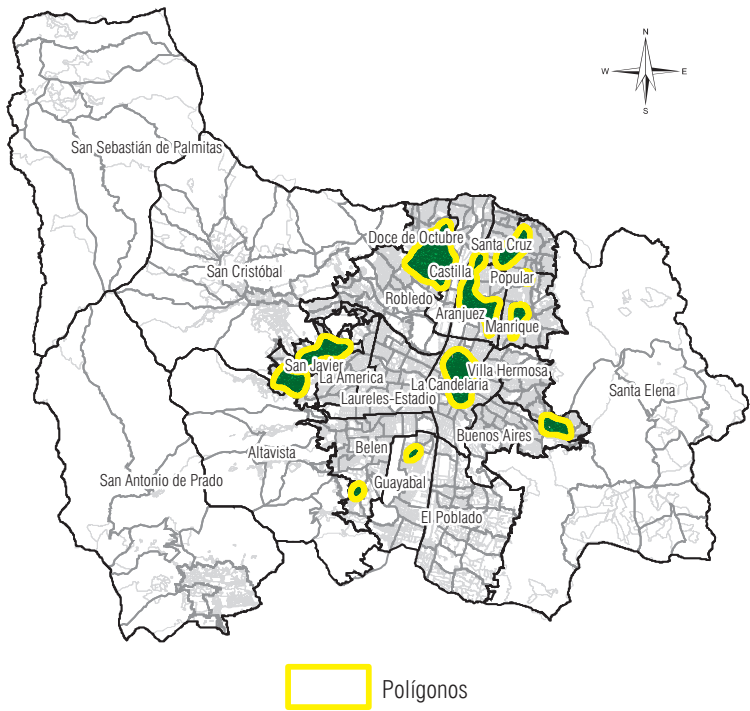 N
W E
S
San Sebastián de Palmitas
Doce de Octubre
Santa Cruz
San Cristóbal
Castilla
Popular
Robledo
Aranjuez
Manrique
San Javier
La America
Villa Hermosa
La Candelaria
Laureles-Estadio
Santa Elena
Buenos Aires
Belen
Altavista
San Antonio de Prado
Guayabal
El Poblado
Polígonos